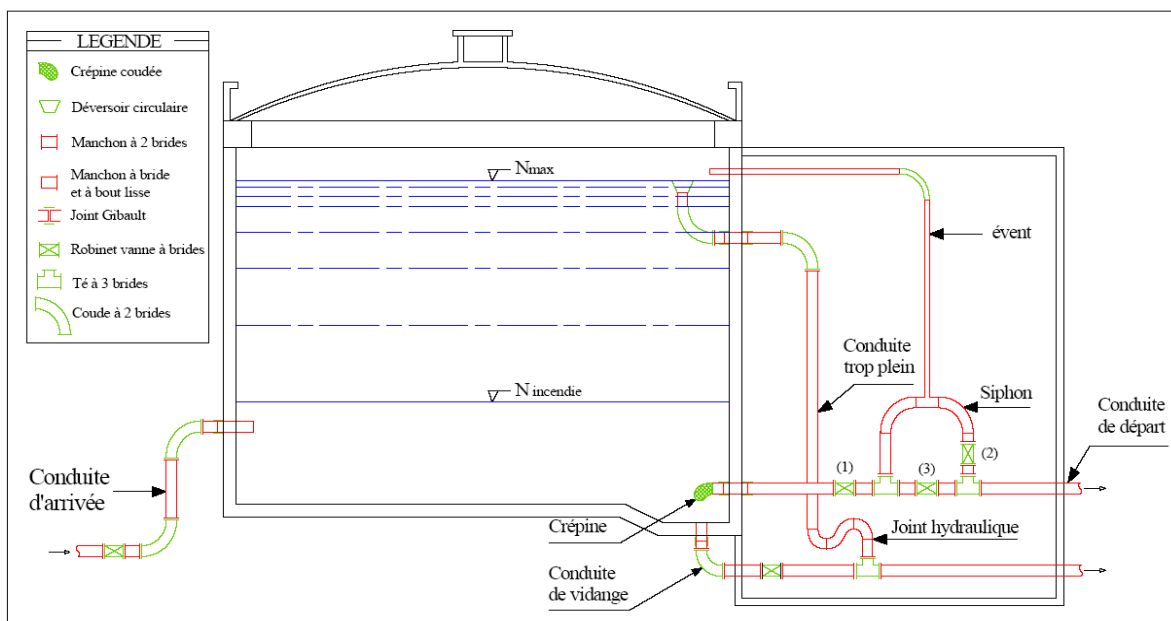 LEGENDE
Crépine coudée
Déversoir circulaire
Manchon à 2 brides
Manchon à bride
et à bout lisse
Joint Gibault
Robinet vanne à brides
Té à 3 brides
Coude à 2 brides
Nmax
évent
Conduite
trop plein
N incendie
Siphon
Conduite
de départ
Conduite
d'arrivée
(1)
(3)
(2)
Crépine
Joint hydraulique
Conduite
de vidange